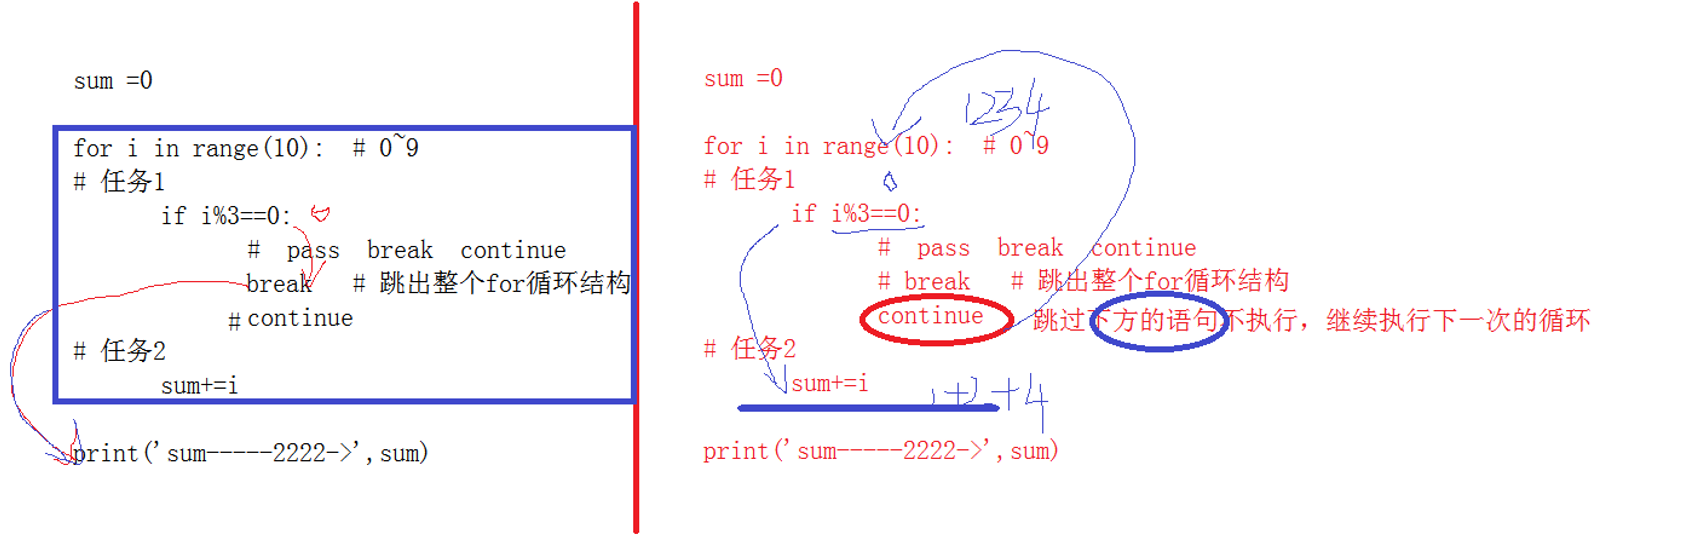 sum =0
for i in range(10):  # 0~9
# 任务1
if i%3==0:
#  pass  break  continue
break   # 跳出整个for循环结构
#continue
# 任务2
sum+=i
print('sum-----2222->',sum)
sum =0
1234
for i in range(10):  # 0~9
# 任务1
0
if i%3==0:
#  pass  break  continue
# break   # 跳出整个for循环结构
continue   跳过下方的语句不执行，继续执行下一次的循环
# 任务2
sum+=i   1+2+4
print('sum-----2222->',sum)